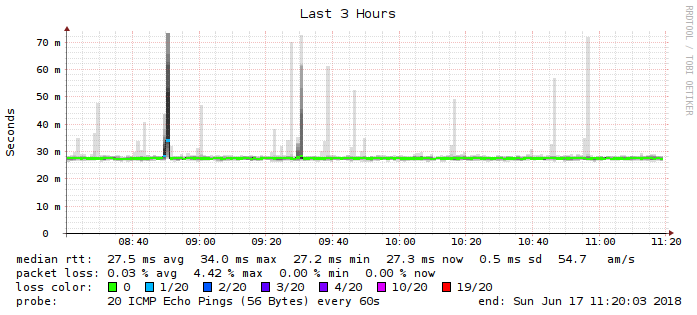 Last 3 Hours
RRDTOOL / TOBI OETIKER
Seconds
70 m
60 m
50 m
40 m
30 m
20 m
10 m
0
08:40 09:00 09:20 09:40 10:00 10:20 10:40 11:00 11:20
median rtt: 27.5 ms avg 34.0 ms max 27.2 ms min 27.3 ms now 0.5 ms sd 54.7 am/s
packet loss: 0.03 % avg 4.42 % max 0.00 % min 0.00 % now
loss color: 0 1/20 2/20 3/20 4/20 10/20 19/20
probe: 20 ICMP Echo Pings (56 Bytes) every 60s end: Sun Jun 17 11:20:03 2018